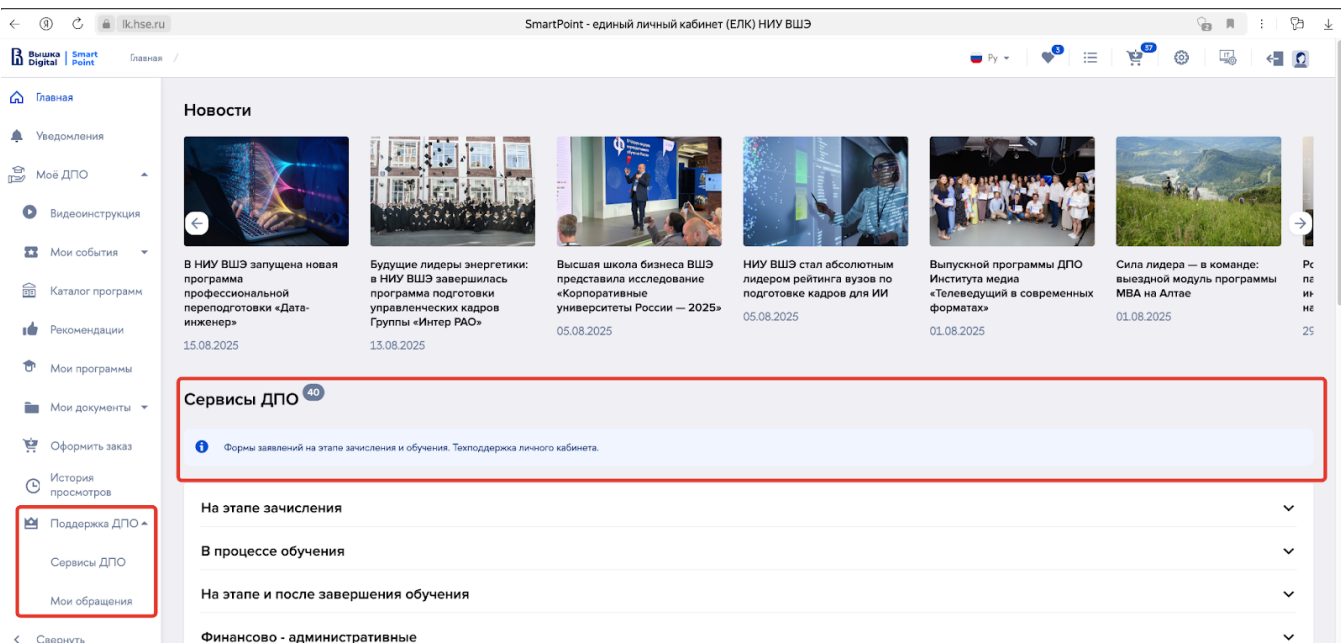 lk.hse.ru
SmartPoint - единый личный кабинет (ЕЛК) НИУ ВШЭ
Вышка
Digital
Smart
Point
Главная /
Ру
3
37
Главная
Уведомления
Моё ДПО
Видеоинструкция
Мои события
Каталог программ
Рекомендации
Мои программы
Мои документы
Оформить заказ
История
просмотров
Поддержка ДПО
Сервисы ДПО
Мои обращения
Свернуть
Новости
В НИУ ВШЭ запущена новая
программа
профессиональной
переподготовки «Дата-
инженер»
15.08.2025
Будущие лидеры энергетики:
в НИУ ВШЭ завершилась
программа подготовки
управленческих кадров
Группы «Интер РАО»
13.08.2025
Высшая школа бизнеса ВШЭ
представила исследование
«Корпоративные
университеты России — 2025»
05.08.2025
НИУ ВШЭ стал абсолютным
лидером рейтинга вузов по
подготовке кадров для ИИ
05.08.2025
Выпускной программы ДПО
Института медиа
«Телеведущий в современных
форматах»
01.08.2025
Сила лидера — в команде:
выездной модуль программы
MBA на Алтае
01.08.2025
Сервисы ДПО 40
Формы заявлений на этапе зачисления и обучения. Техподдержка личного кабинета.
На этапе зачисления
В процессе обучения
На этапе и после завершения обучения
Финансово - административные